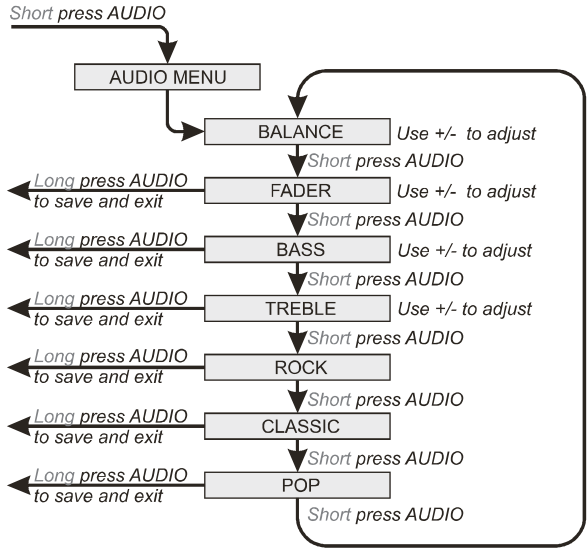 Short press AUDIO
AUDIO MENU
BALANCE
Use +/- to adjust
Short press AUDIO
Long press AUDIO
to save and exit
FADER
Use +/- to adjust
Short press AUDIO
Long press AUDIO
to save and exit
BASS
Use +/- to adjust
Short press AUDIO
Long press AUDIO
to save and exit
TREBLE
Use +/- to adjust
Short press AUDIO
Long press AUDIO
to save and exit
ROCK
Short press AUDIO
Long press AUDIO
to save and exit
CLASSIC
Short press AUDIO
Long press AUDIO
to save and exit
POP
Short press AUDIO